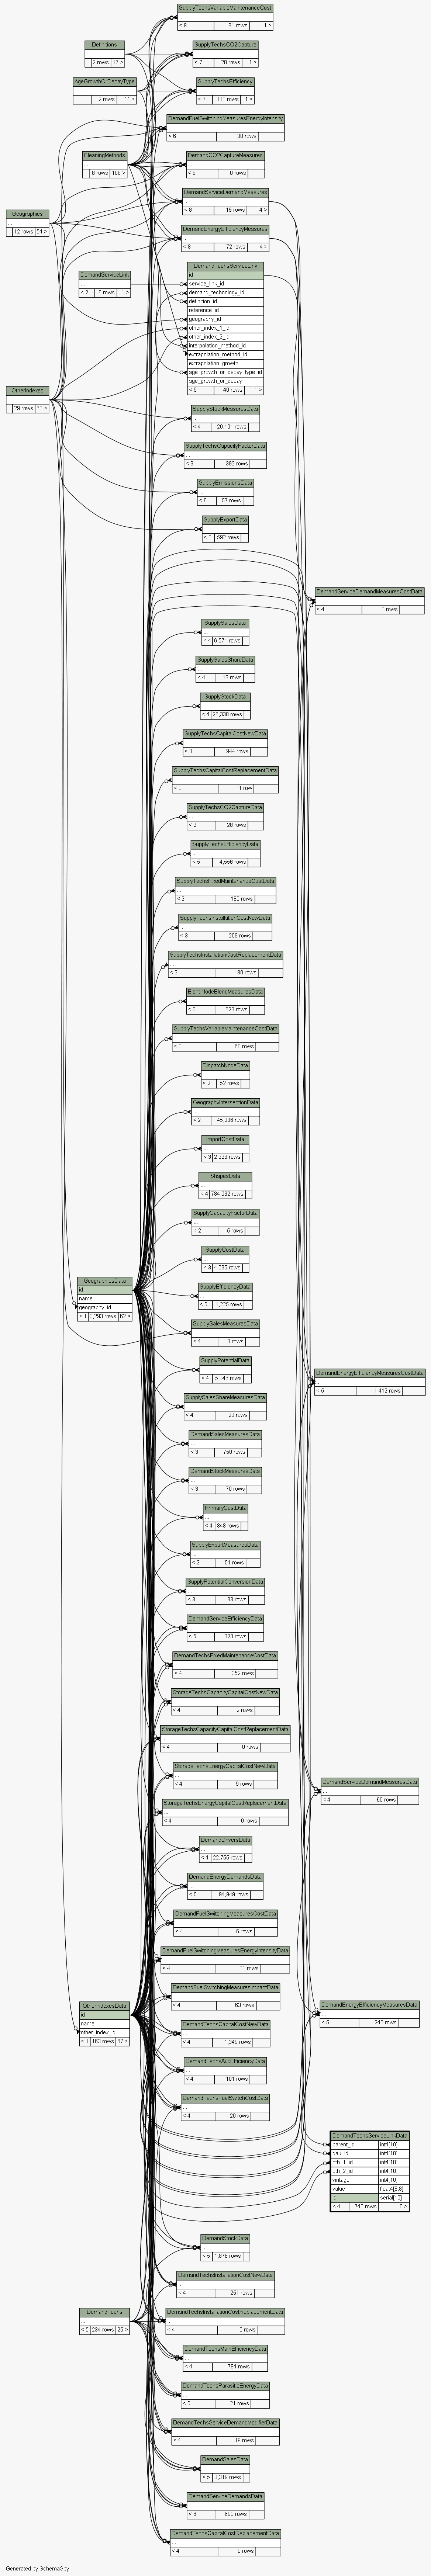 SupplyTechsVariableMaintenanceCost
...
< 9 81 rows 1 >
Definitions
...
2 rows 17 >
SupplyTechsCO2Capture
...
< 7 28 rows 1 >
AgeGrowthOrDecayType
...
2 rows 11 >
SupplyTechsEfficiency
...
< 7 113 rows 1 >
DemandFuelSwitchingMeasuresEnergyIntensity
...
< 6 30 rows
CleaningMethods
...
8 rows 108 >
DemandCO2CaptureMeasures
...
< 8 0 rows
DemandServiceDemandMeasures
...
< 8 15 rows 4 >
Geographies
...
12 rows 54 >
DemandEnergyEfficiencyMeasures
...
< 8 72 rows 4 >
DemandServiceLink
...
< 2 8 rows 1 >
DemandTechsServiceLink
id
service_link_id
demand_technology_id
definition_id
reference_id
geography_id
other_index_1_id
other_index_2_id
interpolation_method_id
extrapolation_method_id
extrapolation_growth
age_growth_or_decay_type_id
age_growth_or_decay
< 9 40 rows 1 >
OtherIndexes
...
29 rows 83 >
SupplyStockMeasuresData
...
< 4 20,101 rows
SupplyTechsCapacityFactorData
...
< 3 392 rows
SupplyEmissionsData
...
< 6 57 rows
SupplyExportData
...
< 3 592 rows
DemandServiceDemandMeasuresCostData
...
< 4 0 rows
SupplySalesData
...
< 4 6,571 rows
SupplySalesShareData
...
< 4 13 rows
SupplyStockData
...
< 4 26,338 rows
SupplyTechsCapitalCostNewData
...
< 3 944 rows
SupplyTechsCapitalCostReplacementData
...
< 3 1 row
SupplyTechsCO2CaptureData
...
< 2 28 rows
SupplyTechsEfficiencyData
...
< 5 4,556 rows
SupplyTechsFixedMaintenanceCostData
...
< 3 180 rows
SupplyTechsInstallationCostNewData
...
< 3 209 rows
SupplyTechsInstallationCostReplacementData
...
< 3 180 rows
BlendNodeBlendMeasuresData
...
< 3 623 rows
SupplyTechsVariableMaintenanceCostData
...
< 3 88 rows
DispatchNodeData
...
< 2 52 rows
GeographyIntersectionData
...
< 2 45,036 rows
ImportCostData
...
< 3 2,823 rows
ShapesData
...
< 4 784,032 rows
SupplyCapacityFactorData
...
< 2 5 rows
SupplyCostData
...
< 3 4,035 rows
GeographiesData
id
name
geography_id
< 1 3,293 rows 62 >
SupplyEfficiencyData
...
< 5 1,225 rows
SupplySalesMeasuresData
...
< 4 0 rows
SupplyPotentialData
...
< 4 5,846 rows
DemandEnergyEfficiencyMeasuresCostData
...
< 5 1,412 rows
SupplySalesShareMeasuresData
...
< 4 28 rows
DemandSalesMeasuresData
...
< 3 750 rows
DemandStockMeasuresData
...
< 3 70 rows
PrimaryCostData
...
< 4 848 rows
SupplyExportMeasuresData
...
< 3 51 rows
SupplyPotentialConversionData
...
< 3 33 rows
DemandServiceEfficiencyData
...
< 5 323 rows
DemandTechsFixedMaintenanceCostData
...
< 4 362 rows
StorageTechsCapacityCapitalCostNewData
...
< 4 2 rows
StorageTechsCapacityCapitalCostReplacementData
...
< 4 0 rows
StorageTechsEnergyCapitalCostNewData
...
< 4 9 rows
DemandServiceDemandMeasuresData
...
< 4 60 rows
StorageTechsEnergyCapitalCostReplacementData
...
< 4 0 rows
DemandDriversData
...
< 4 22,755 rows
DemandEnergyDemandsData
...
< 5 94,949 rows
DemandFuelSwitchingMeasuresCostData
...
< 4 6 rows
DemandFuelSwitchingMeasuresEnergyIntensityData
...
< 4 31 rows
DemandFuelSwitchingMeasuresImpactData
...
< 4 63 rows
OtherIndexesData
id
name
other_index_id
< 1 163 rows 67 >
DemandEnergyEfficiencyMeasuresData
...
< 5 240 rows
DemandTechsCapitalCostNewData
...
< 4 1,349 rows
DemandTechsAuxEfficiencyData
...
< 4 101 rows
DemandTechsFuelSwitchCostData
...
< 4 20 rows
DemandTechsServiceLinkData
parent_id int4[10]
gau_id int4[10]
oth_1_id int4[10]
oth_2_id int4[10]
vintage int4[10]
value float4[8,8]
id serial[10]
< 4 740 rows 0 >
DemandStockData
...
< 5 1,676 rows
DemandTechsInstallationCostNewData
...
< 4 251 rows
DemandTechs
...
< 5 234 rows 25 >
DemandTechsInstallationCostReplacementData
...
< 4 0 rows
DemandTechsMainEfficiencyData
...
< 4 1,784 rows
DemandTechsParasiticEnergyData
...
< 5 21 rows
DemandTechsServiceDemandModifierData
...
< 4 19 rows
DemandSalesData
...
< 5 3,319 rows
DemandServiceDemandsData
...
< 6 693 rows
DemandTechsCapitalCostReplacementData
...
< 4 0 rows
Generated by SchemaSpy